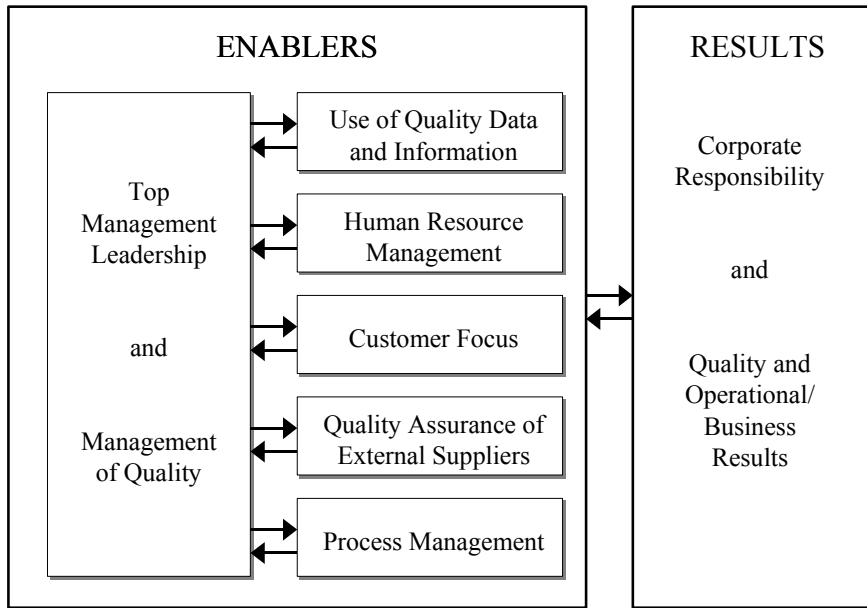 ENABLERS
Top
Management
Leadership
and
Management
of Quality
Use of Quality Data
and Information
Human Resource
Management
Customer Focus
Quality Assurance of
External Suppliers
Process Management
RESULTS
Corporate
Responsibility
and
Quality and
Operational/
Business
Results